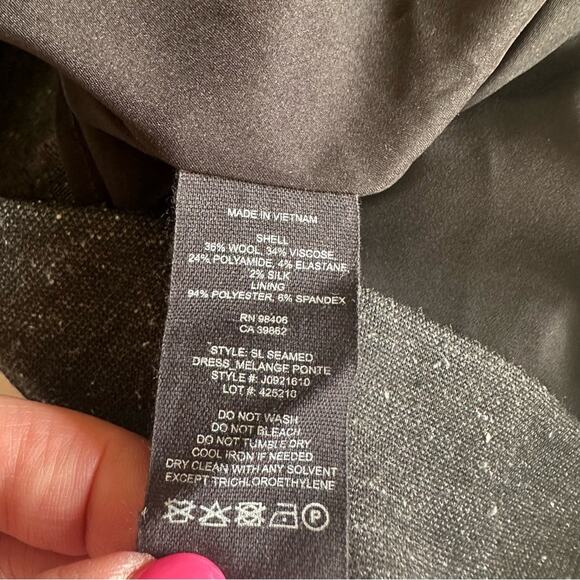 MADE IN VIETNAM
SHELL
36% WOOL, 34% VISCOSE,
24% POLYAMIDE, 4% ELASTANE,
2% SILK
LINING
94% POLYESTER, 6% SPANDEX
RN 98406
CA 39862
STYLE: SL SEAMED
DRESS_MELANGE PONTE
STYLE #: J0921610
LOT #: 425210
DO NOT WASH
DO NOT BLEACH
DO NOT TUMBLE DRY
COOL IRON IF NEEDED
DRY CLEAN WITH ANY SOLVENT
EXCEPT TRICHLOROETHYLENE
P